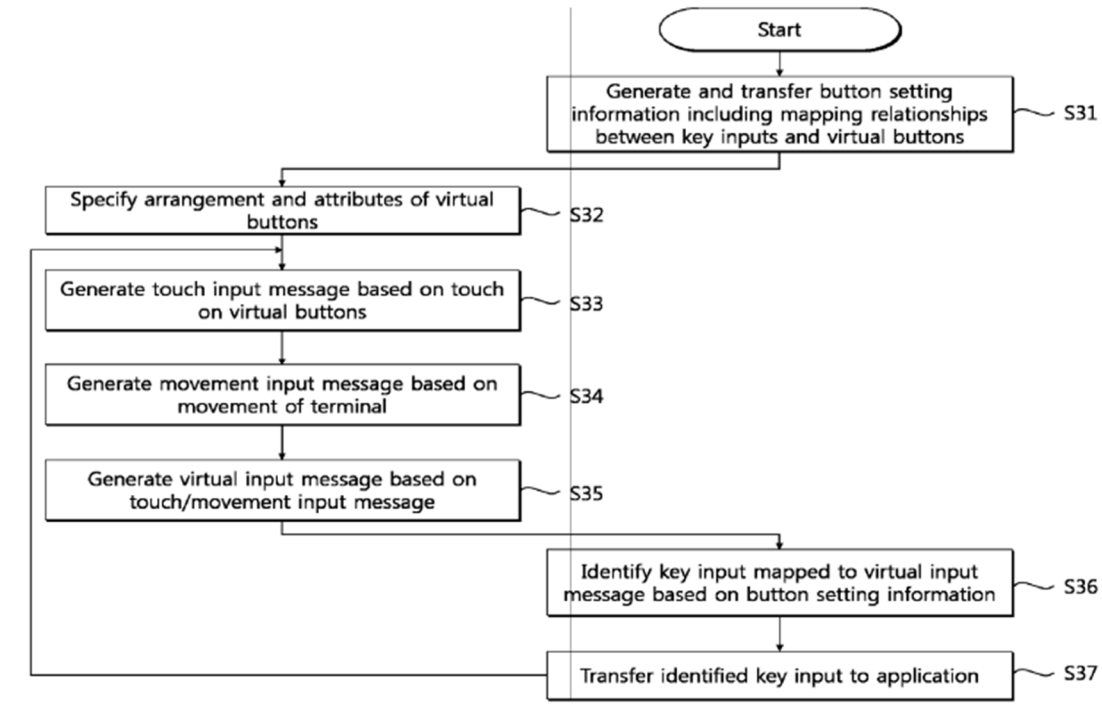 Start
Generate and transfer button setting
information including mapping relationships
between key inputs and virtual buttons
S31
Specify arrangement and attributes of virtual
buttons
S32
Generate touch input message based on touch
on virtual buttons
S33
Generate movement input message based on
movement of terminal
S34
Generate virtual input message based on
touch/movement input message
S35
Identify key input mapped to virtual input
message based on button setting information
S36
Transfer identified key input to application
S37